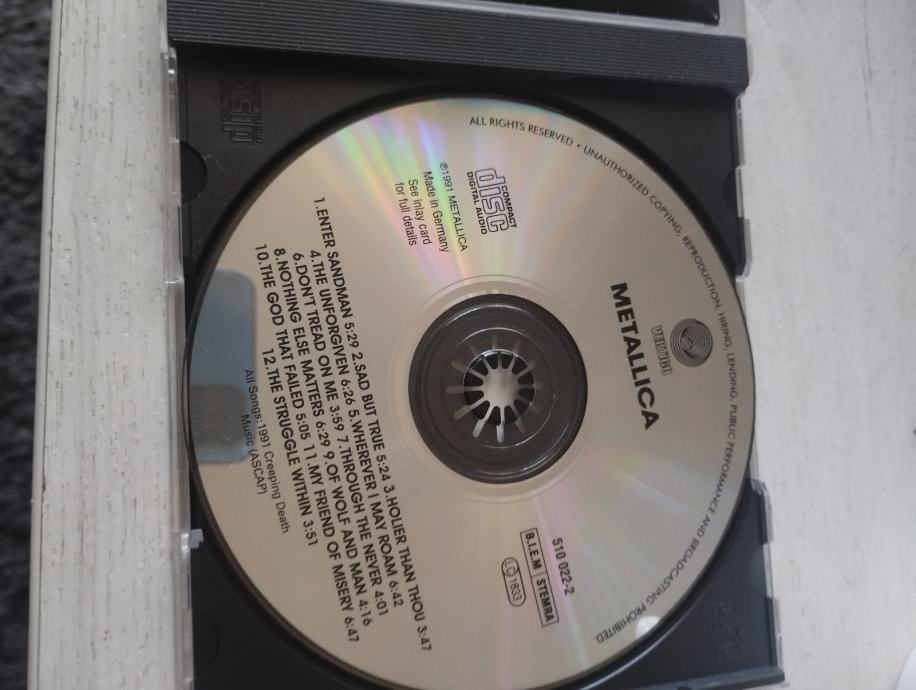 ALL RIGHTS RESERVED • UNAUTHORIZED COPYING, REPRODUCTION, HIRING, LENDING, PUBLIC PERFORMANCE AND BROADCASTING PROHIBITED.
VERTIGO
METALLICA
COMPACT
disc
DIGITAL AUDIO
℗1991 METALLICA
Made in Germany
See inlay card
for full details
510 022-2
B.I.E.M STEMRA
LC 1633
1.ENTER SANDMAN 5:29 2.SAD BUT TRUE 5:24 3.HOLIER THAN THOU 3:47
4.THE UNFORGIVEN 6:26 5.WHEREVER I MAY ROAM 6:42
6.DON'T TREAD ON ME 3:59 7.THROUGH THE NEVER 4:01
8.NOTHING ELSE MATTERS 6:29 9.OF WOLF AND MAN 4:16
10.THE GOD THAT FAILED 5:05 11.MY FRIEND OF MISERY 6:47
12.THE STRUGGLE WITHIN 3:51
All Songs:1991 Creeping Death
Music (ASCAP)
disc